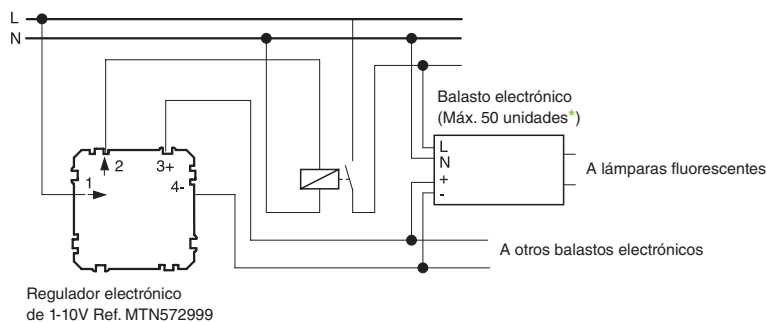 L
N
Balasto electrónico
(Máx. 50 unidades*)
2
3+
1
4-
L
N
+
-
A lámparas fluorescentes
A otros balastos electrónicos
Regulador electrónico
de 1-10V Ref. MTN572999